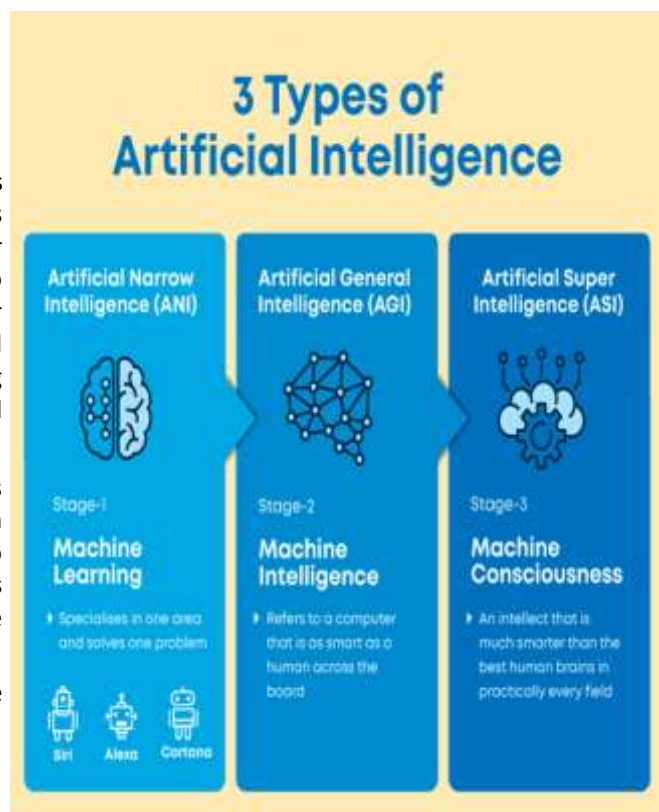 3 Types of
Artificial Intelligence
Artificial Narrow
Intelligence (ANI)
Stage-1
Machine
Learning
Specialises in one area
and solves one problem
Siri
Alexa
Cortana
Artificial General
Intelligence (AGI)
Stage-2
Machine
Intelligence
Refers to a computer
that is as smart as a
human across the
board
Artificial Super
Intelligence (ASI)
Stage-3
Machine
Consciousness
An intellect that is
much smarter than the
best human brains in
practically every field